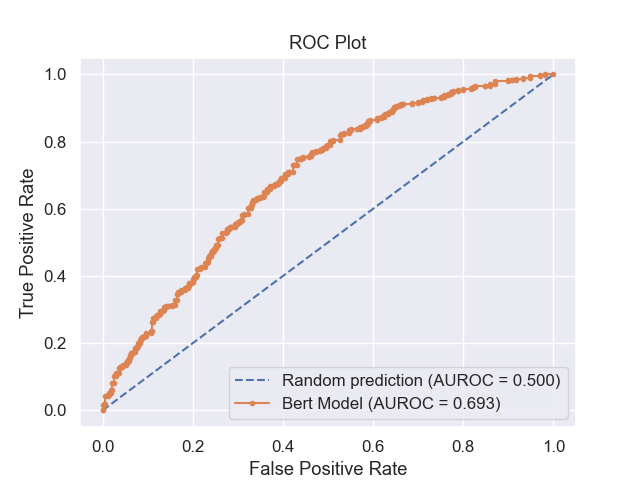 ROC Plot
1.0
0.8
0.6
0.4
0.2
0.0
True Positive Rate
Random prediction (AUROC = 0.500)
Bert Model (AUROC = 0.693)
0.0 0.2 0.4 0.6 0.8 1.0
False Positive Rate